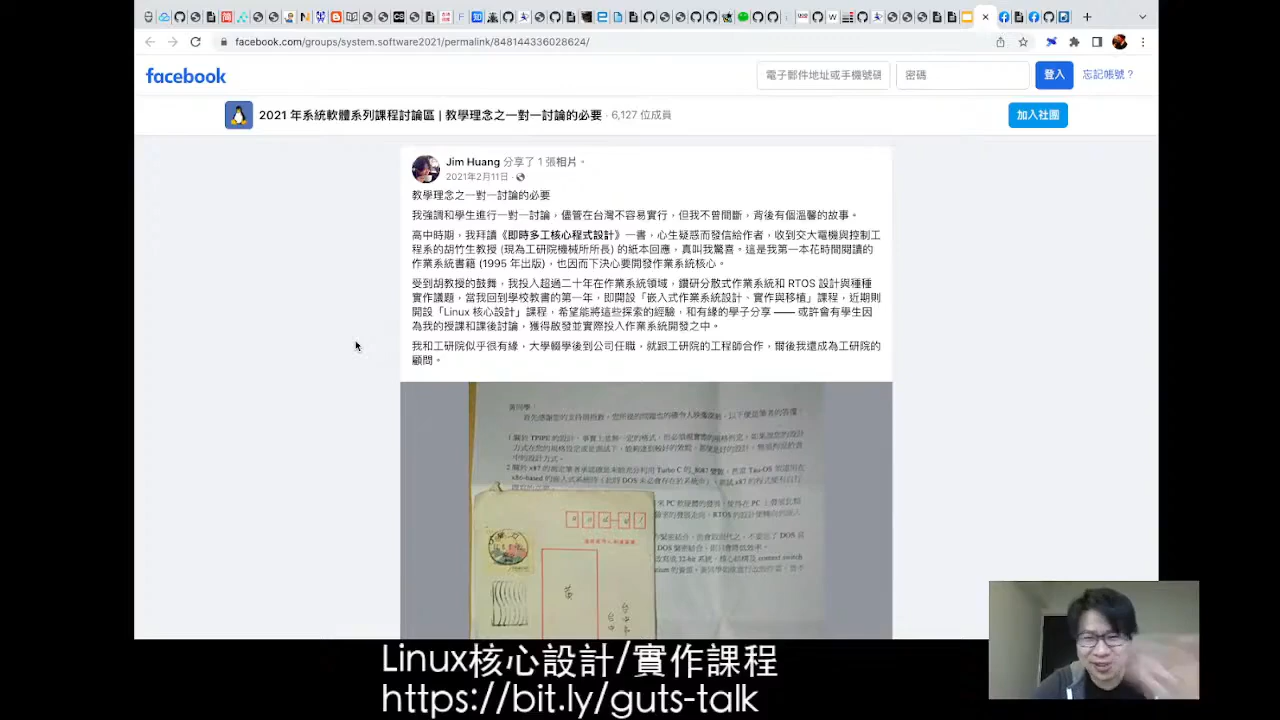 facebook.com/groups/system.software2021/permalink/848144336028624/
facebook
電子郵件地址或手機號碼
密碼
登入
忘記帳號？
2021 年系統軟體系列課程討論區 | 教學理念之一對一討論的必要 · 6,127 位成員
加入社團
Jim Huang 分享了 1 張相片。
2021年2月11日 ·
教學理念之一對一討論的必要
我強調和學生進行一對一討論，儘管在台灣不容易實行，但我不曾間斷，背後有個溫馨的故事。
高中時期，我拜讀《即時多工核心程式設計》一書，心生疑惑而發信給作者，收到交大電機與控制工
程系的胡竹生教授 (現為工研院機械所所長) 的紙本回應，真叫我驚喜。這是我第一本花時間閱讀的
作業系統書籍 (1995 年出版)，也因而下決心要開發作業系統核心。
受到胡教授的鼓舞，我投入超過二十年在作業系統領域，鑽研分散式作業系統和 RTOS 設計與種種
實作議題，當我回到學校教書的第一年，即開設「嵌入式作業系統設計、實作與移植」課程，近期則
開設「Linux 核心設計」課程，希望能將這些探索的經驗，和有緣的學子分享 —— 或許會有學生因
為我的授課和課後討論，獲得啟發並實際投入作業系統開發之中。
我和工研院似乎很有緣，大學輟學後到公司任職，就跟工研院的工程師合作，爾後我還成為工研院的
顧問。
黃同學：
黃
台中
Linux核心設計/實作課程
https://bit.ly/guts-talk